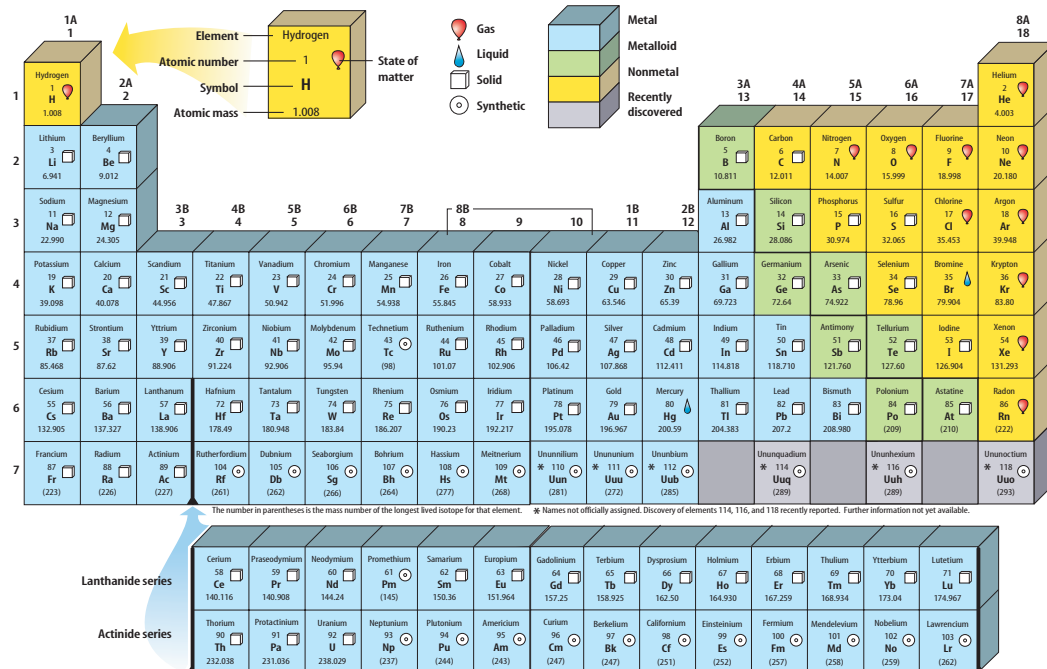 1A
1
Element
Atomic number
Symbol
Atomic mass
Hydrogen
1
H
1.008
State of
matter
Gas
Liquid
Solid
Synthetic
Metal
Metalloid
Nonmetal
Recently
discovered
8A
18
2A
2
3A
13
4A
14
5A
15
6A
16
7A
17
1
Hydrogen
1
H
1.008
Helium
2
He
4.003
2
Lithium
3
Li
6.941
Beryllium
4
Be
9.012
Boron
5
B
10.811
Carbon
6
C
12.011
Nitrogen
7
N
14.007
Oxygen
8
O
15.999
Fluorine
9
F
18.998
Neon
10
Ne
20.180
3
Sodium
11
Na
22.990
Magnesium
12
Mg
24.305
3B
3
4B
4
5B
5
6B
6
7B
7
8B
8
9
10
1B
11
2B
12
Aluminum
13
Al
26.982
Silicon
14
Si
28.086
Phosphorus
15
P
30.974
Sulfur
16
S
32.065
Chlorine
17
Cl
35.453
Argon
18
Ar
39.948
4
Potassium
19
K
39.098
Calcium
20
Ca
40.078
Scandium
21
Sc
44.956
Titanium
22
Ti
47.867
Vanadium
23
V
50.942
Chromium
24
Cr
51.996
Manganese
25
Mn
54.938
Iron
26
Fe
55.845
Cobalt
27
Co
58.933
Nickel
28
Ni
58.693
Copper
29
Cu
63.546
Zinc
30
Zn
65.39
Gallium
31
Ga
69.723
Germanium
32
Ge
72.64
Arsenic
33
As
74.922
Selenium
34
Se
78.96
Bromine
35
Br
79.904
Krypton
36
Kr
83.80
5
Rubidium
37
Rb
85.468
Strontium
38
Sr
87.62
Yttrium
39
Y
88.906
Zirconium
40
Zr
91.224
Niobium
41
Nb
92.906
Molybdenum
42
Mo
95.94
Technetium
43
Tc
(98)
Ruthenium
44
Ru
101.07
Rhodium
45
Rh
102.906
Palladium
46
Pd
106.42
Silver
47
Ag
107.868
Cadmium
48
Cd
112.411
Indium
49
In
114.818
Tin
50
Sn
118.710
Antimony
51
Sb
121.760
Tellurium
52
Te
127.60
Iodine
53
I
126.904
Xenon
54
Xe
131.293
6
Cesium
55
Cs
132.905
Barium
56
Ba
137.327
Lanthanum
57
La
138.906
Hafnium
72
Hf
178.49
Tantalum
73
Ta
180.948
Tungsten
74
W
183.84
Rhenium
75
Re
186.207
Osmium
76
Os
190.23
Iridium
77
Ir
192.217
Platinum
78
Pt
195.078
Gold
79
Au
196.967
Mercury
80
Hg
200.59
Thallium
81
Tl
204.383
Lead
82
Pb
207.2
Bismuth
83
Bi
208.980
Polonium
84
Po
(209)
Astatine
85
At
(210)
Radon
86
Rn
(222)
7
Francium
87
Fr
(223)
Radium
88
Ra
(226)
Actinium
89
Ac
(227)
Rutherfordium
104
Rf
(261)
Dubnium
105
Db
(262)
Seaborgium
106
Sg
(266)
Bohrium
107
Bh
(264)
Hassium
108
Hs
(277)
Meitnerium
109
Mt
(268)
Ununnilium
* 110
Uun
(281)
Unununium
* 111
Uuu
(272)
Ununbium
* 112
Uub
(285)
Ununquadium
* 114
Uuq
(289)
Ununhexium
* 116
Uuh
(289)
Ununoctium
* 118
Uuo
(293)
The number in parentheses is the mass number of the longest lived isotope for that element.
* Names not officially assigned. Discovery of elements 114, 116, and 118 recently reported. Further information not yet available.
Lanthanide series
Cerium
58
Ce
140.116
Praseodymium
59
Pr
140.908
Neodymium
60
Nd
144.24
Promethium
61
Pm
(145)
Samarium
62
Sm
150.36
Europium
63
Eu
151.964
Gadolinium
64
Gd
157.25
Terbium
65
Tb
158.925
Dysprosium
66
Dy
162.50
Holmium
67
Ho
164.930
Erbium
68
Er
167.259
Thulium
69
Tm
168.934
Ytterbium
70
Yb
173.04
Lutetium
71
Lu
174.967
Actinide series
Thorium
90
Th
232.038
Protactinium
91
Pa
231.036
Uranium
92
U
238.029
Neptunium
93
Np
(237)
Plutonium
94
Pu
(244)
Americium
95
Am
(243)
Curium
96
Cm
(247)
Berkelium
97
Bk
(247)
Californium
98
Cf
(251)
Einsteinium
99
Es
(252)
Fermium
100
Fm
(257)
Mendelevium
101
Md
(258)
Nobelium
102
No
(259)
Lawrencium
103
Lr
(262)